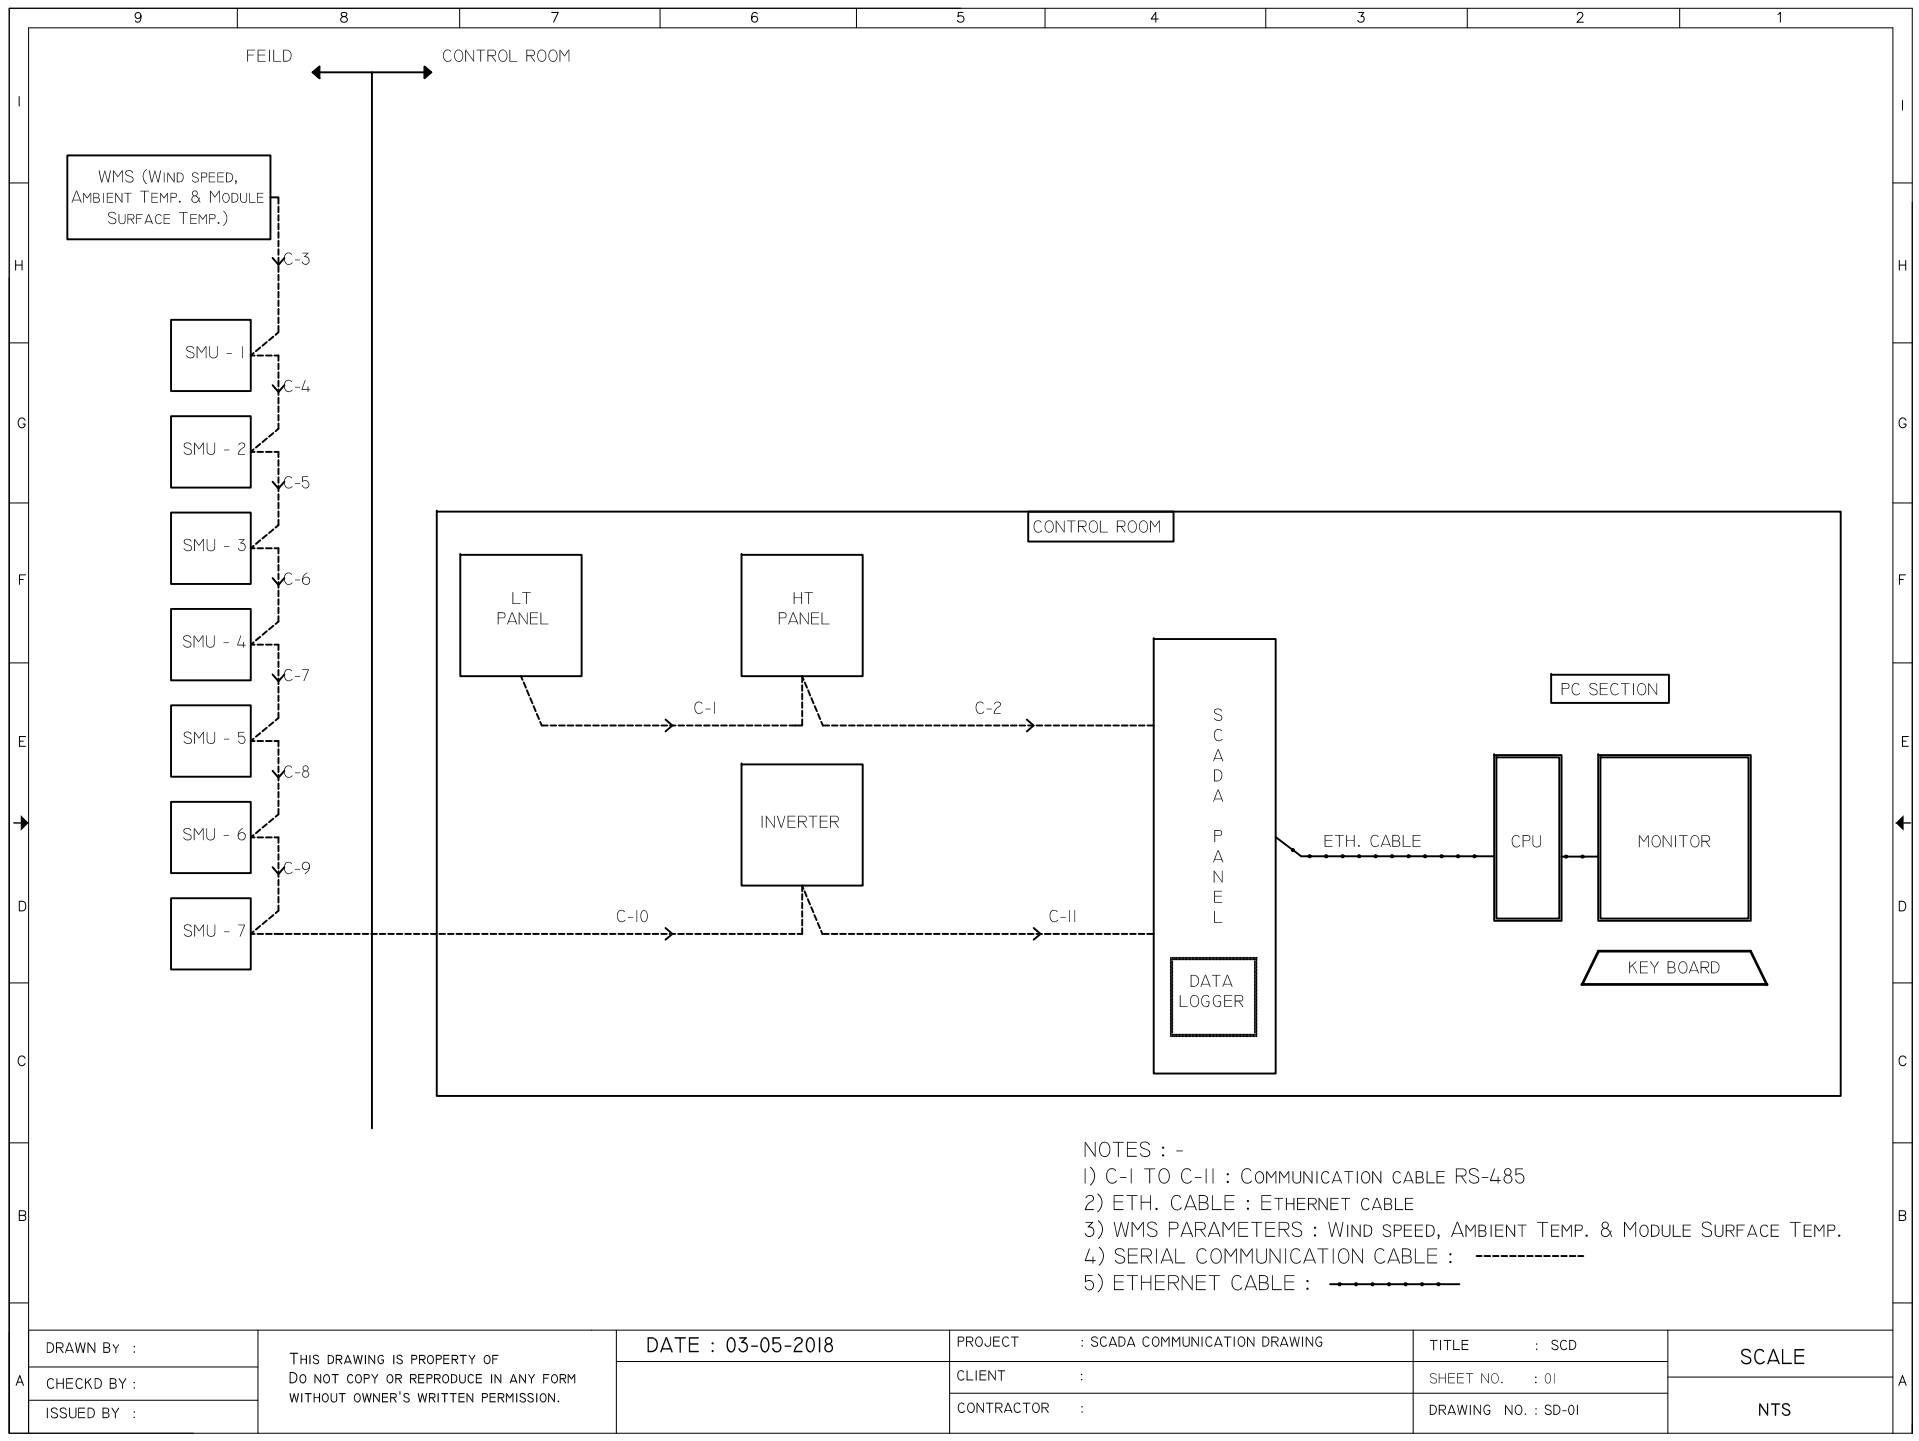 9 8 7 6 5 4 3 2 1
FEILD
CONTROL ROOM
I
I
WMS (WIND SPEED,
AMBIENT TEMP. & MODULE
SURFACE TEMP.)
H
H
C-3
SMU - 1
C-4
G
G
SMU - 2
C-5
SMU - 3
C-6
F
F
SMU - 4
C-7
SMU - 5
C-8
E
E
SMU - 6
C-9
SMU - 7
D
D
CONTROL ROOM
LT
PANEL
HT
PANEL
C-1
C-2
INVERTER
C-10
C-11
SCADA PANEL
DATA
LOGGER
ETH. CABLE
PC SECTION
CPU
MONITOR
KEY BOARD
C
C
NOTES : -
1) C-1 TO C-11 : COMMUNICATION CABLE RS-485
2) ETH. CABLE : ETHERNET CABLE
3) WMS PARAMETERS : WIND SPEED, AMBIENT TEMP. & MODULE SURFACE TEMP.
4) SERIAL COMMUNICATION CABLE :
5) ETHERNET CABLE :
B
B
A
A
DRAWN BY :
CHECKD BY :
ISSUED BY :
THIS DRAWING IS PROPERTY OF
DO NOT COPY OR REPRODUCE IN ANY FORM
WITHOUT OWNER'S WRITTEN PERMISSION.
DATE : 03-05-2018
PROJECT : SCADA COMMUNICATION DRAWING
CLIENT :
CONTRACTOR :
TITLE : SCD
SHEET NO. : 01
DRAWING NO. : SD-01
SCALE
NTS